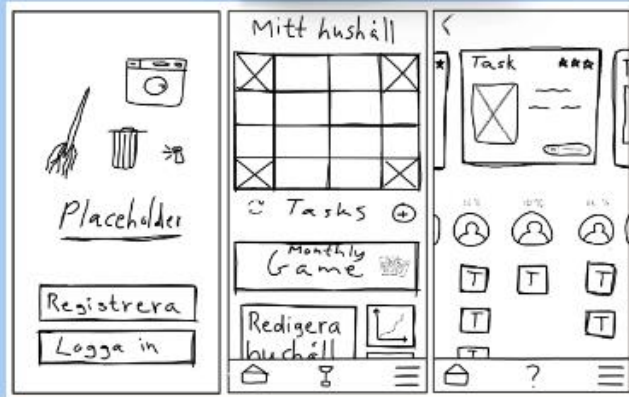 Placeholder
Registrera
Logga in
Mitt hushåll
Tasks
Monthly
Game
Redigera
hushåll
Task
T T T
T T
?